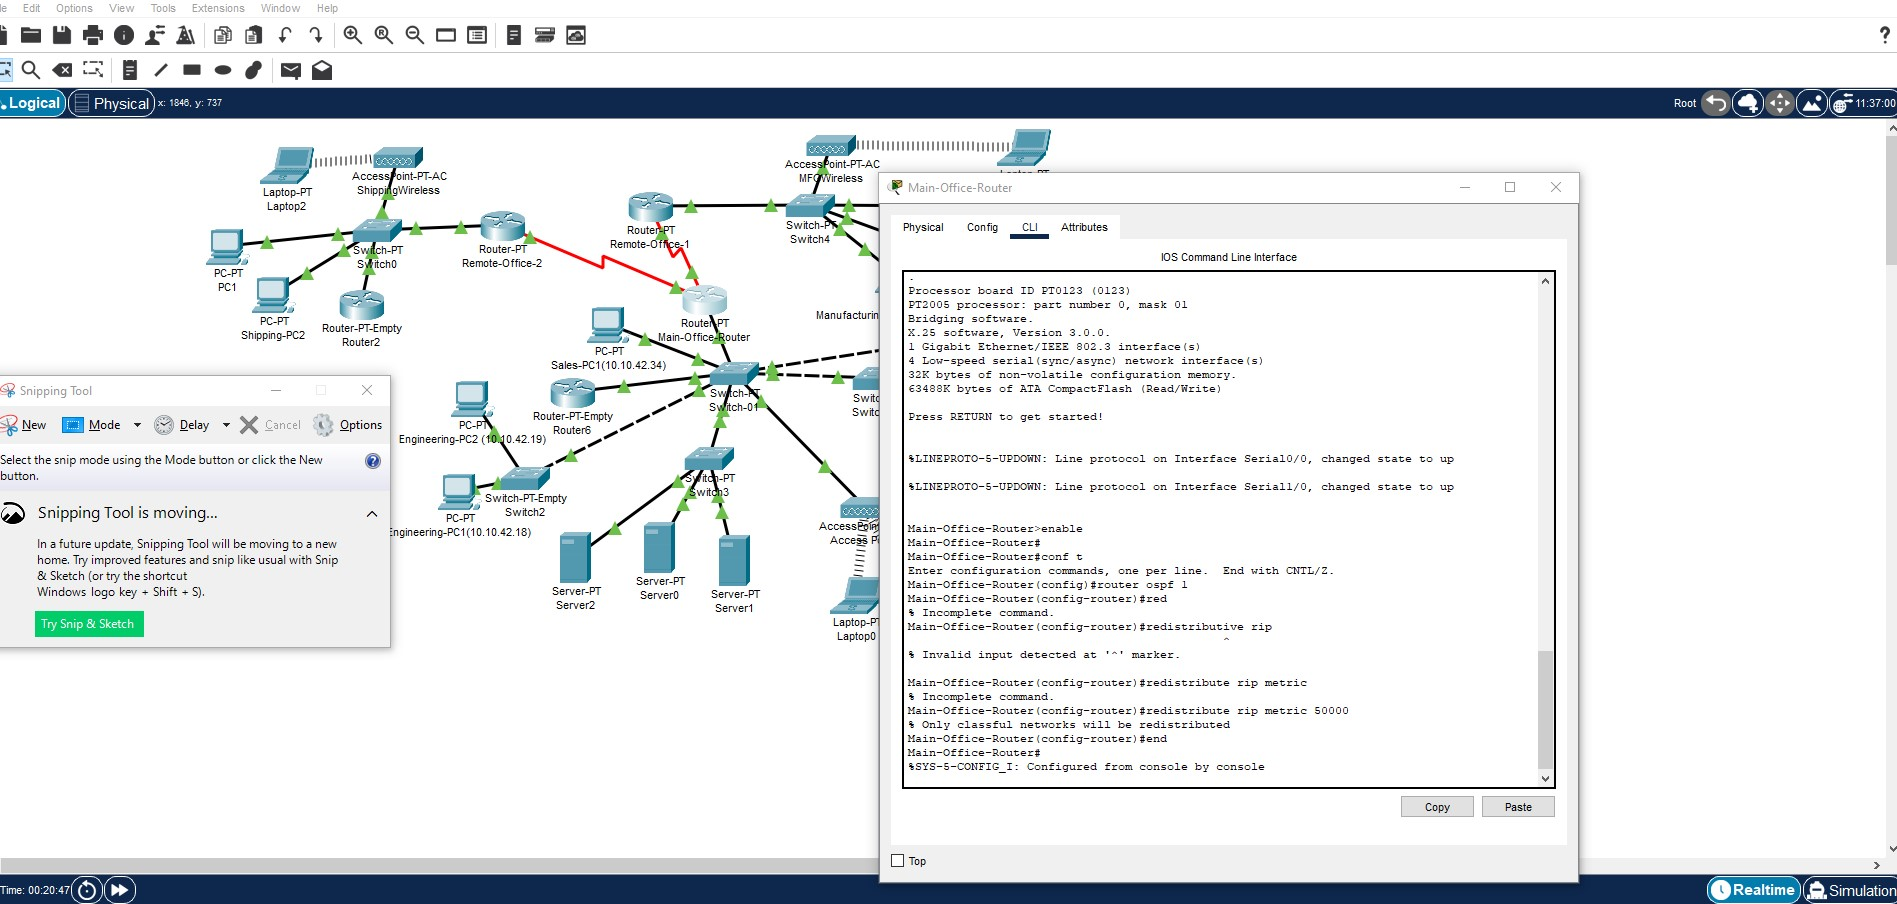 Edit Options View Tools Extensions Window Help
?
Logical Physical x: 1846, y: 737
Root 11:37:00
Laptop-PT
Laptop2
AccessPoint-PT-AC
ShippingWireless
PC-PT
PC1
Switch-PT
Switch0
PC-PT
Shipping-PC2
Router-PT-Empty
Router2
Router-PT
Remote-Office-2
Router-PT
Remote-Office-1
AccessPoint-PT-AC
MFGWireless
Switch-PT
Switch4
Router-PT
Main-Office-Router
PC-PT
Sales-PC1(10.10.42.34)
Router-PT-Empty
Router6
Switch-PT
Switch-01
PC-PT
Engineering-PC2 (10.10.42.19)
Switch-PT-Empty
Switch2
PC-PT
Engineering-PC1(10.10.42.18)
Switch-PT
Switch3
Server-PT
Server2
Server-PT
Server0
Server-PT
Server1
Laptop-PT
Laptop0
Snipping Tool
New Mode Delay Cancel Options
Select the snip mode using the Mode button or click the New
button.
Snipping Tool is moving...
In a future update, Snipping Tool will be moving to a new
home. Try improved features and snip like usual with Snip
& Sketch (or try the shortcut
Windows logo key + Shift + S).
Try Snip & Sketch
Main-Office-Router
Physical Config CLI Attributes
IOS Command Line Interface
.
Processor board ID PT0123 (0123)
PT2005 processor: part number 0, mask 01
Bridging software.
X.25 software, Version 3.0.0.
1 Gigabit Ethernet/IEEE 802.3 interface(s)
4 Low-speed serial(sync/async) network interface(s)
32K bytes of non-volatile configuration memory.
63488K bytes of ATA CompactFlash (Read/Write)
Press RETURN to get started!
%LINEPROTO-5-UPDOWN: Line protocol on Interface Serial0/0, changed state to up
%LINEPROTO-5-UPDOWN: Line protocol on Interface Serial1/0, changed state to up
Main-Office-Router>enable
Main-Office-Router#
Main-Office-Router#conf t
Enter configuration commands, one per line. End with CNTL/Z.
Main-Office-Router(config)#router ospf 1
Main-Office-Router(config-router)#red
% Incomplete command.
Main-Office-Router(config-router)#redistributive rip
^
% Invalid input detected at '^' marker.
Main-Office-Router(config-router)#redistribute rip metric
% Incomplete command.
Main-Office-Router(config-router)#redistribute rip metric 50000
% Only classful networks will be redistributed
Main-Office-Router(config-router)#end
Main-Office-Router#
%SYS-5-CONFIG_I: Configured from console by console
Copy Paste
Top
Time: 00:20:47
Realtime Simulation